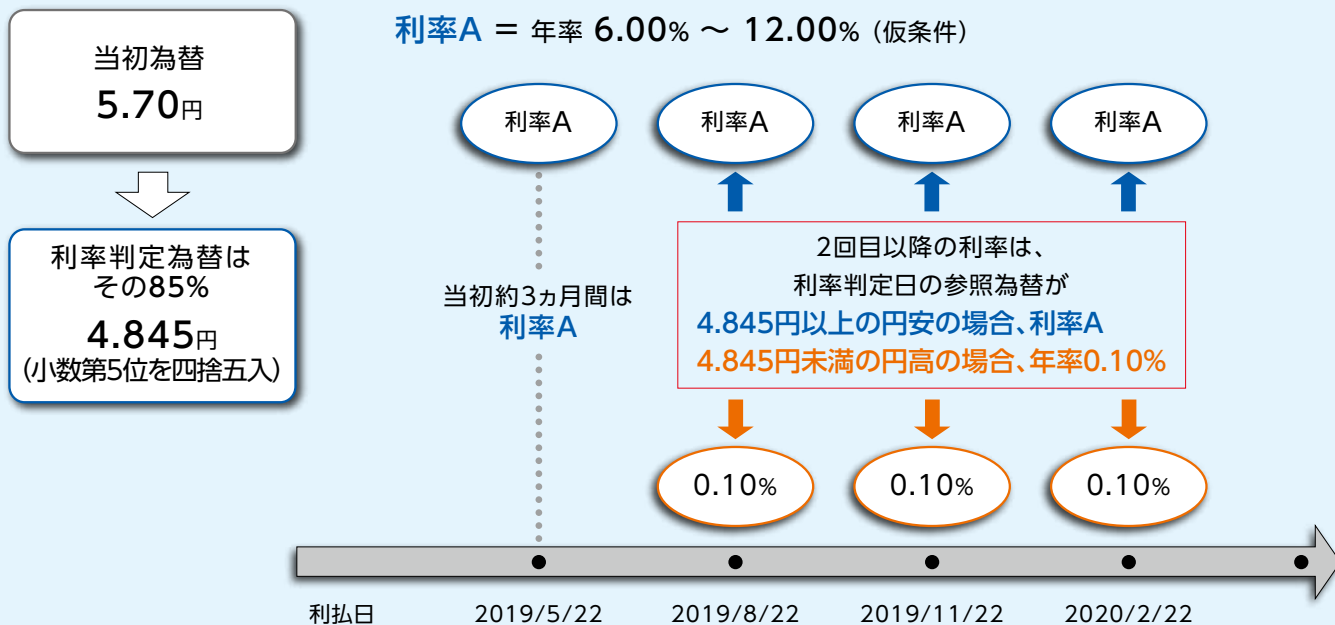 利率A = 年率 6.00% ～ 12.00%（仮条件）
当初為替
5.70円
利率判定為替は
その85%
4.845円
(小数第5位を四捨五入)
利率A
利率A
利率A
利率A
当初約3ヵ月間は
利率A
2回目以降の利率は、
利率判定日の参照為替が
4.845円以上の円安の場合、利率A
4.845円未満の円高の場合、年率0.10%
0.10%
0.10%
0.10%
利払日 2019/5/22 2019/8/22 2019/11/22 2020/2/22